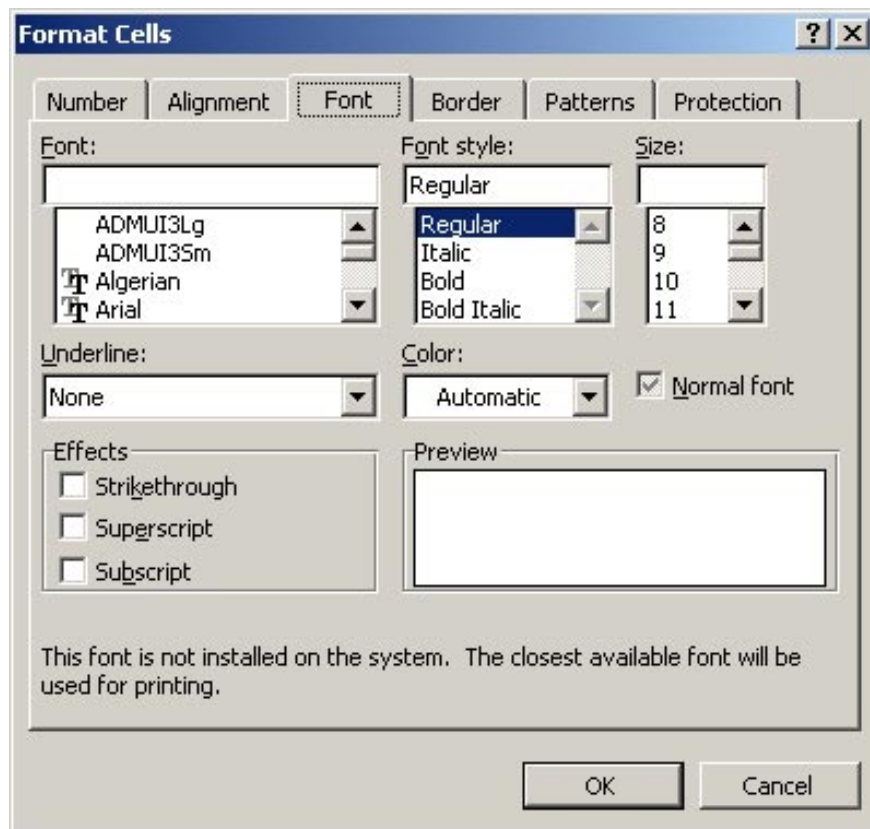 Format Cells
Number Alignment Font Border Patterns Protection
Font: Font style: Size:
Regular
ADMUI3Lg Regular 8
ADMUI3Sm Italic 9
Algerian Bold 10
Arial Bold Italic 11
Underline: Color:
None Automatic Normal font
Effects Preview
Strikethrough
Superscript
Subscript
This font is not installed on the system. The closest available font will be
used for printing.
OK Cancel